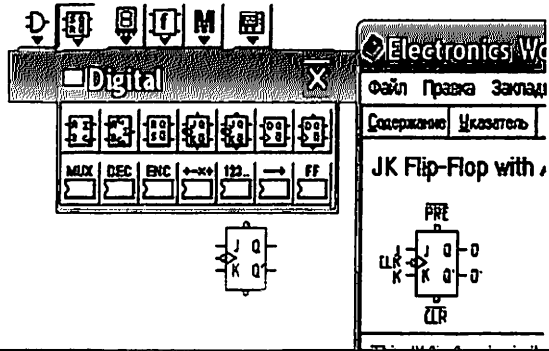 M
Digital
MUX DEC ENC +-×÷ 123... FF
J Q
K Q'
Electronics Wo
Файл Правка Заклад
Содержание Указатель
JK Flip-Flop with A
PRE
J J Q Q
CLR
K K Q' Q'
CLR